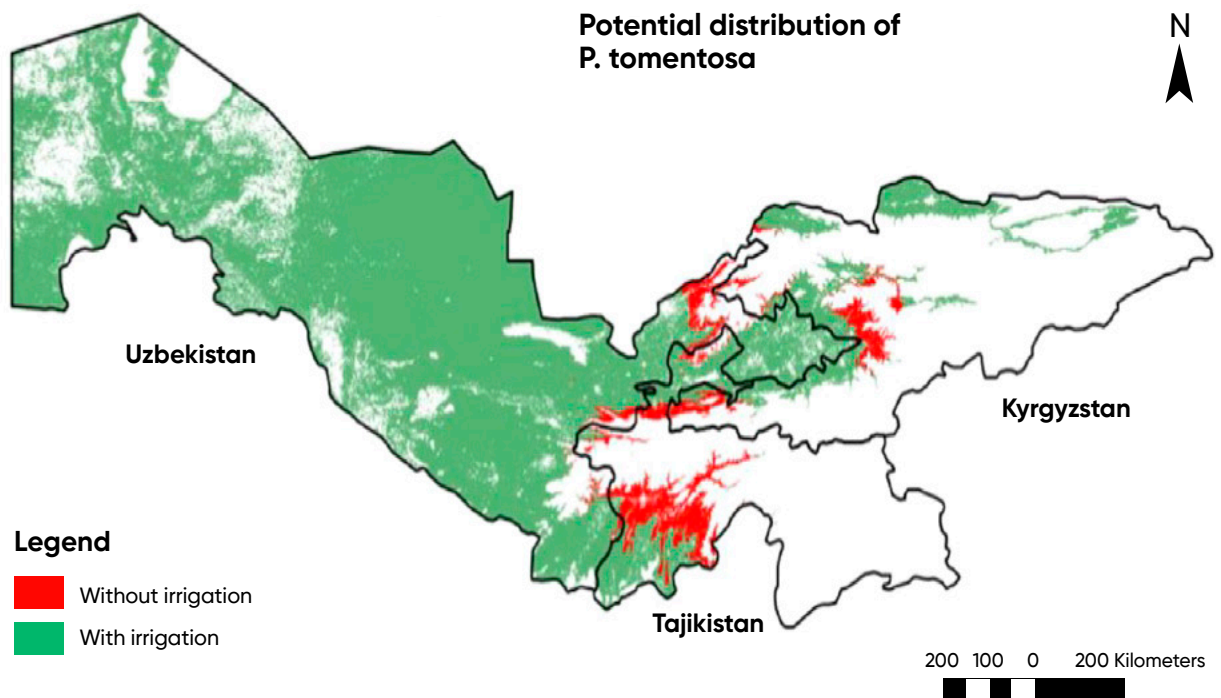 Potential distribution of
P. tomentosa
N
Uzbekistan
Kyrgyzstan
Tajikistan
Legend
Without irrigation
With irrigation
200 100 0 200 Kilometers